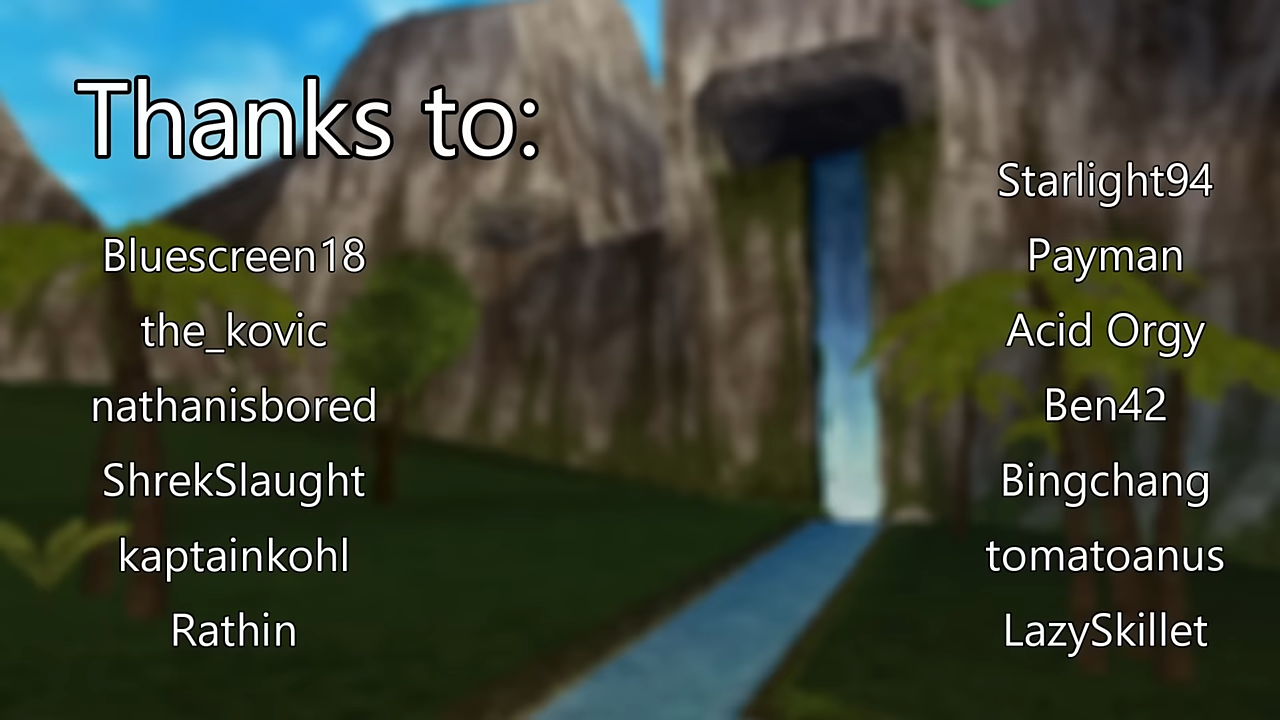 Thanks to:
Bluescreen18
the_kovic
nathanisbored
ShrekSlaught
kaptainkohl
Rathin
Starlight94
Payman
Acid Orgy
Ben42
Bingchang
tomatoanus
LazySkillet